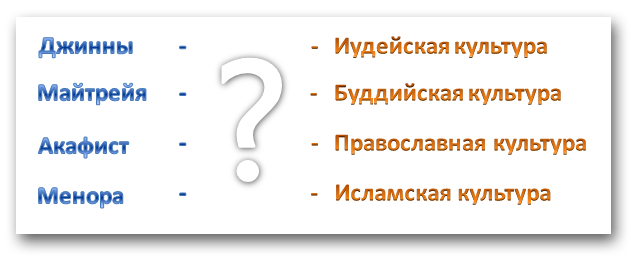 Джинны - - Иудейская культура
Майтрейя - ? - Буддийская культура
Акафист - - Православная культура
Менора - - Исламская культура